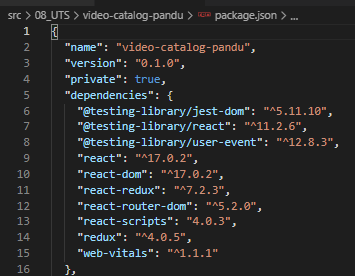 src > 08_UTS > video-catalog-pandu > package.json > ...
1 {
2 "name": "video-catalog-pandu",
3 "version": "0.1.0",
4 "private": true,
5 "dependencies": {
6 "@testing-library/jest-dom": "^5.11.10",
7 "@testing-library/react": "^11.2.6",
8 "@testing-library/user-event": "^12.8.3",
9 "react": "^17.0.2",
10 "react-dom": "^17.0.2",
11 "react-redux": "^7.2.3",
12 "react-router-dom": "^5.2.0",
13 "react-scripts": "4.0.3",
14 "redux": "^4.0.5",
15 "web-vitals": "^1.1.1"
16 },